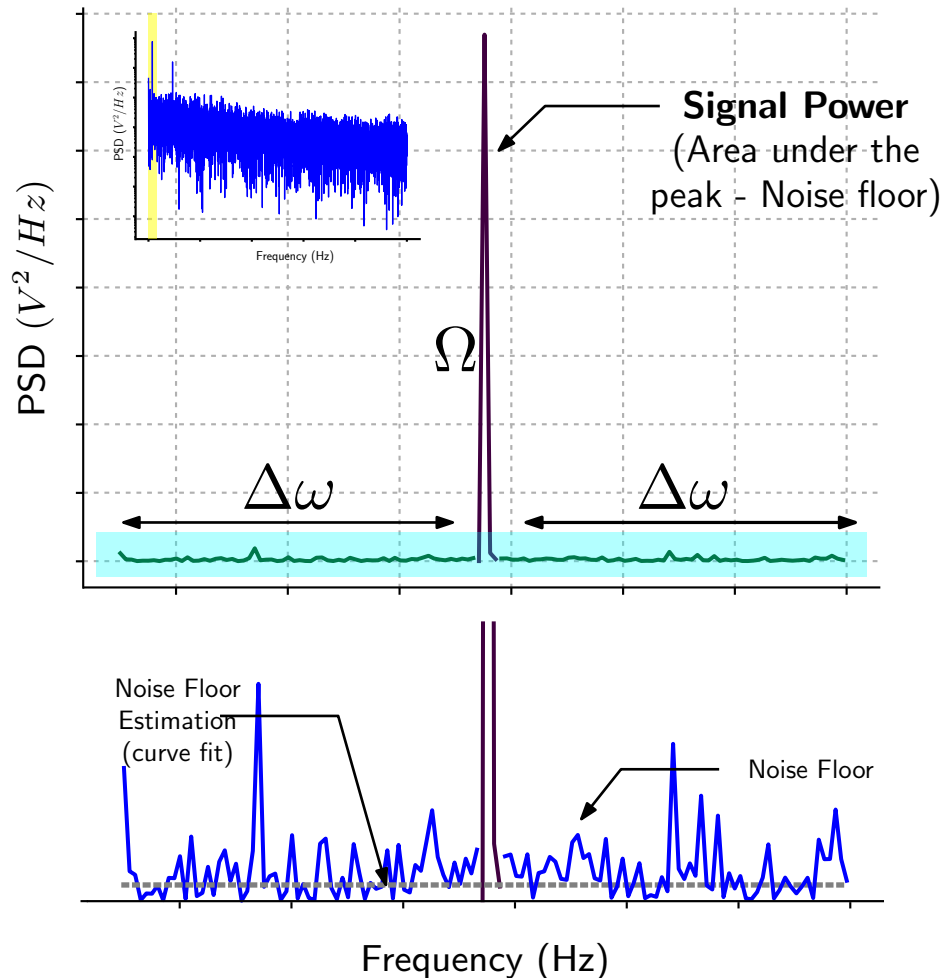 PSD (V²/Hz)
Frequency (Hz)
Signal Power
(Area under the
peak - Noise floor)
PSD (V²/Hz)
Ω
Δω
Δω
Noise Floor
Estimation
(curve fit)
Noise Floor
Frequency (Hz)